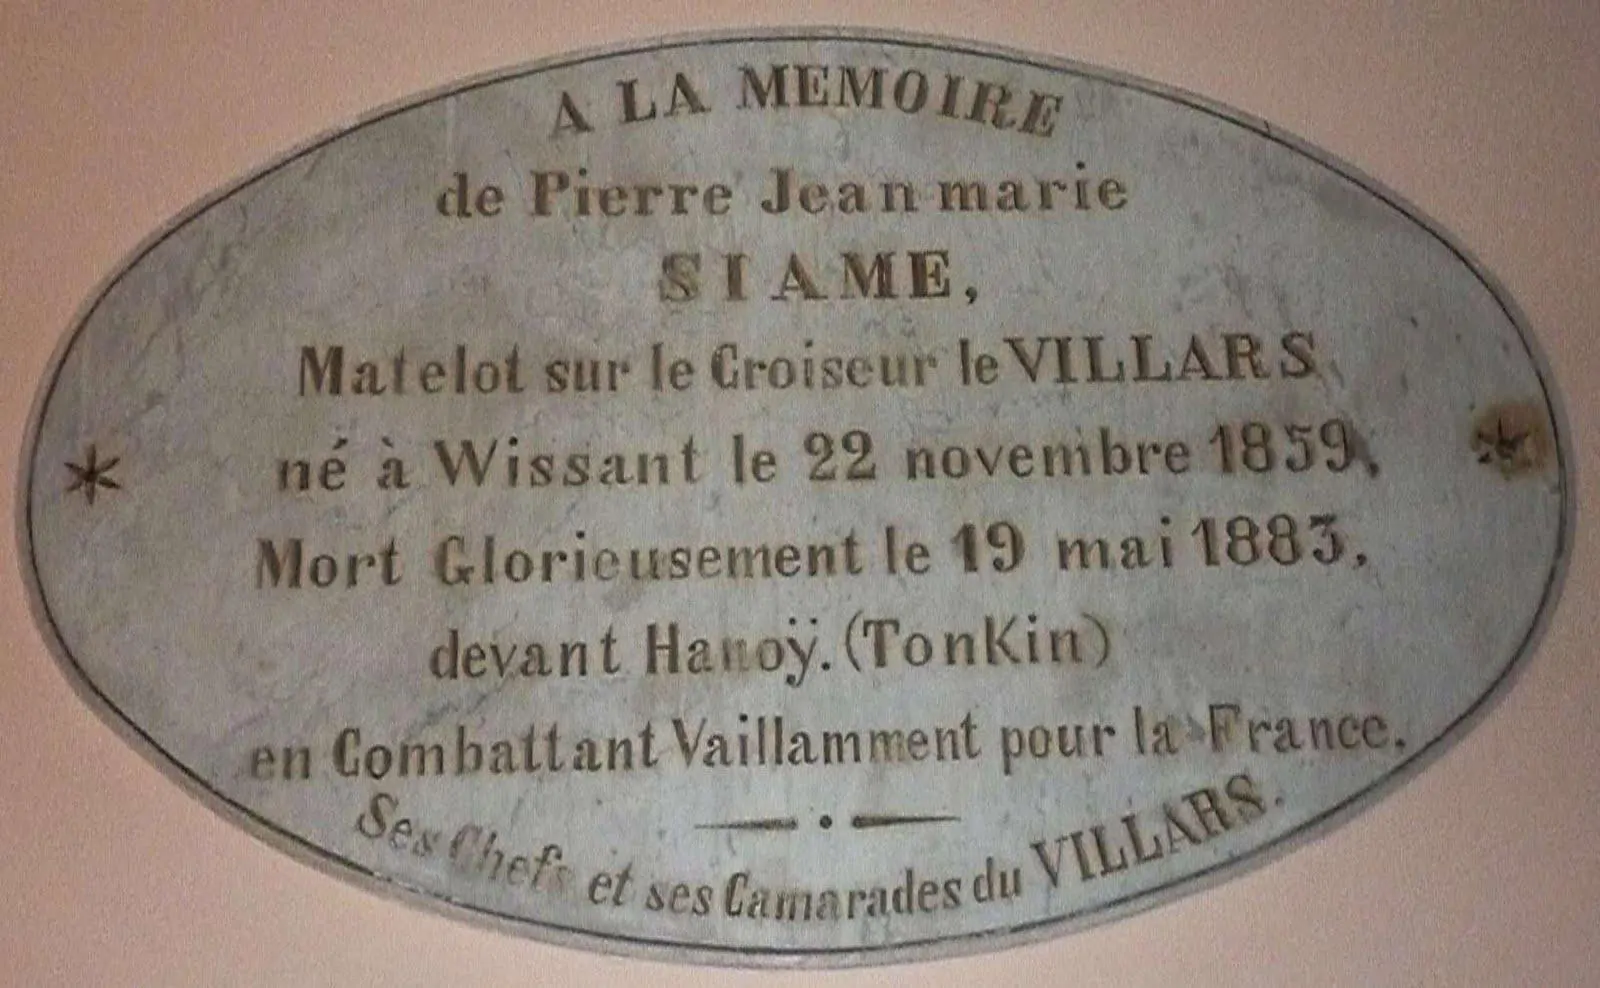 A LA MEMOIRE
de Pierre Jean marie
SIAME,
Matelot sur le Croiseur le VILLARS
né à Wissant le 22 novembre 1859,
Mort Glorieusement le 19 mai 1883,
devant Hanoÿ. (TonKin)
en Combattant Vaillamment pour la France.
Ses Chefs et ses Camarades du VILLARS.